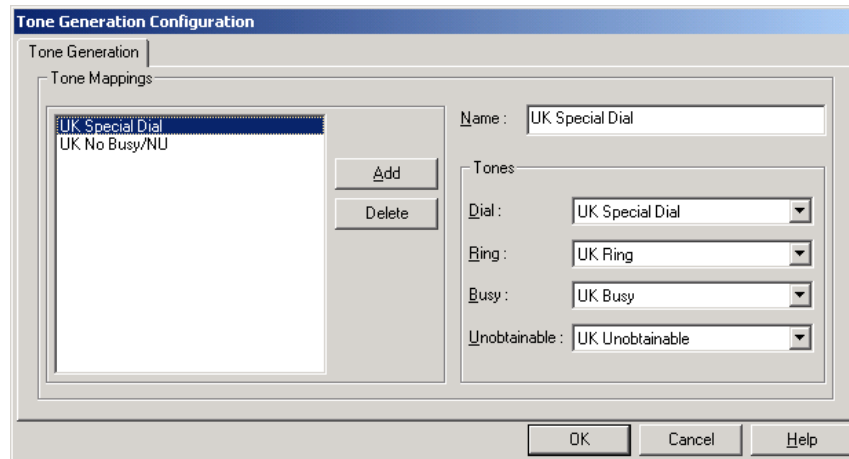 Tone Generation Configuration
Tone Generation
Tone Mappings
UK Special Dial
UK No Busy/NU
Add
Delete
Name : UK Special Dial
Tones
Dial : UK Special Dial
Ring : UK Ring
Busy : UK Busy
Unobtainable : UK Unobtainable
OK Cancel Help